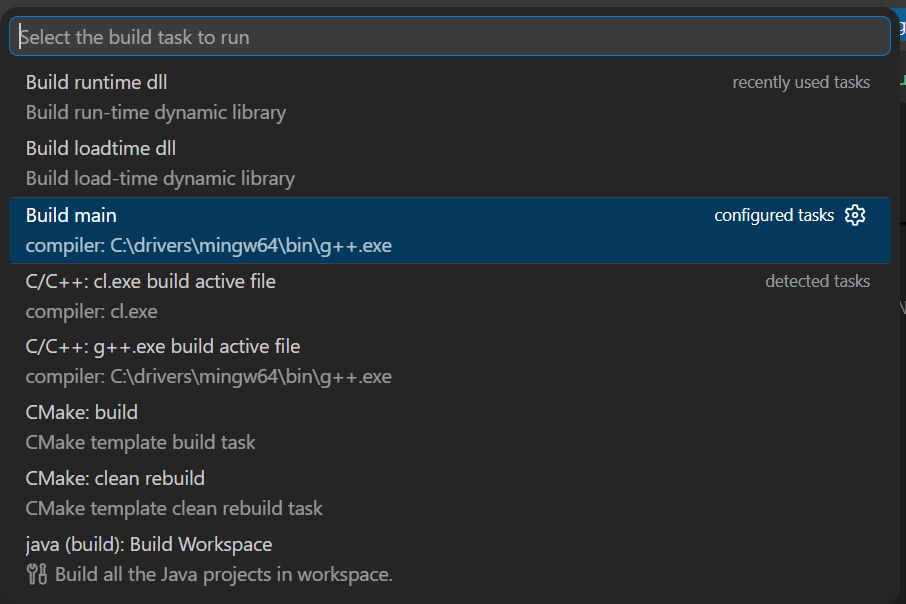 Select the build task to run
Build runtime dll recently used tasks
Build run-time dynamic library
Build loadtime dll
Build load-time dynamic library
Build main configured tasks
compiler: C:\drivers\mingw64\bin\g++.exe
C/C++: cl.exe build active file detected tasks
compiler: cl.exe
C/C++: g++.exe build active file
compiler: C:\drivers\mingw64\bin\g++.exe
CMake: build
CMake template build task
CMake: clean rebuild
CMake template clean rebuild task
java (build): Build Workspace
Build all the Java projects in workspace.